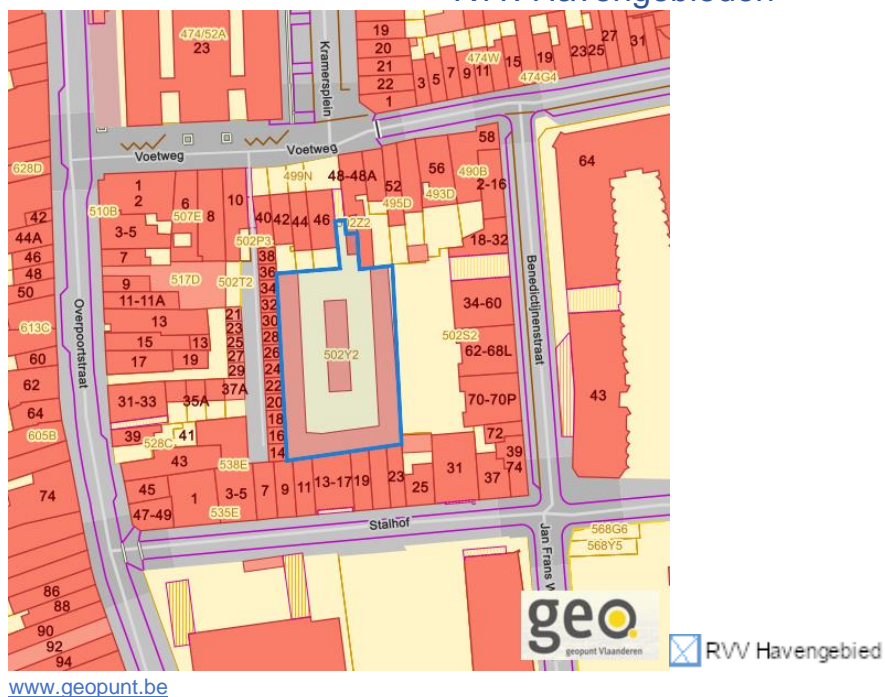 RVV Havengebieden
474/52A
23
Kramersplein
19
20
21
22
1
3 5 7 9 11 15 19 23 25 27 31
474W
474G4
Voetweg
Voetweg
58
64
628D
1
2
6
8
10
499N
48-48A
52
56
490B
2-16
493D
495D
510B
507E
3-5
7
40 42 44 46
502Z2
502P3
42
44A
46
48
50
18-32
517D
502T2
9
11-11A
38
36
34
32
30
28
26
24
22
20
18
16
14
Benedictijnenstraat
34-60
Overpoortstraat
613C
13
15
13
17
19
21
23
25
27
29
502Y2
502S2
62-68L
60
62
64
605B
37A
31-33
35A
39
41
528C
43
70-70P
43
72
39
74
538E
45
1
3-5
7
9
11
13-17
19
23
25
31
37
74
47-49
535E
Stalhof
Jan Frans W
568G6
568Y5
86
88
90
92
94
geo
geopunt Vlaanderen
RVV Havengebied
www.geopunt.be